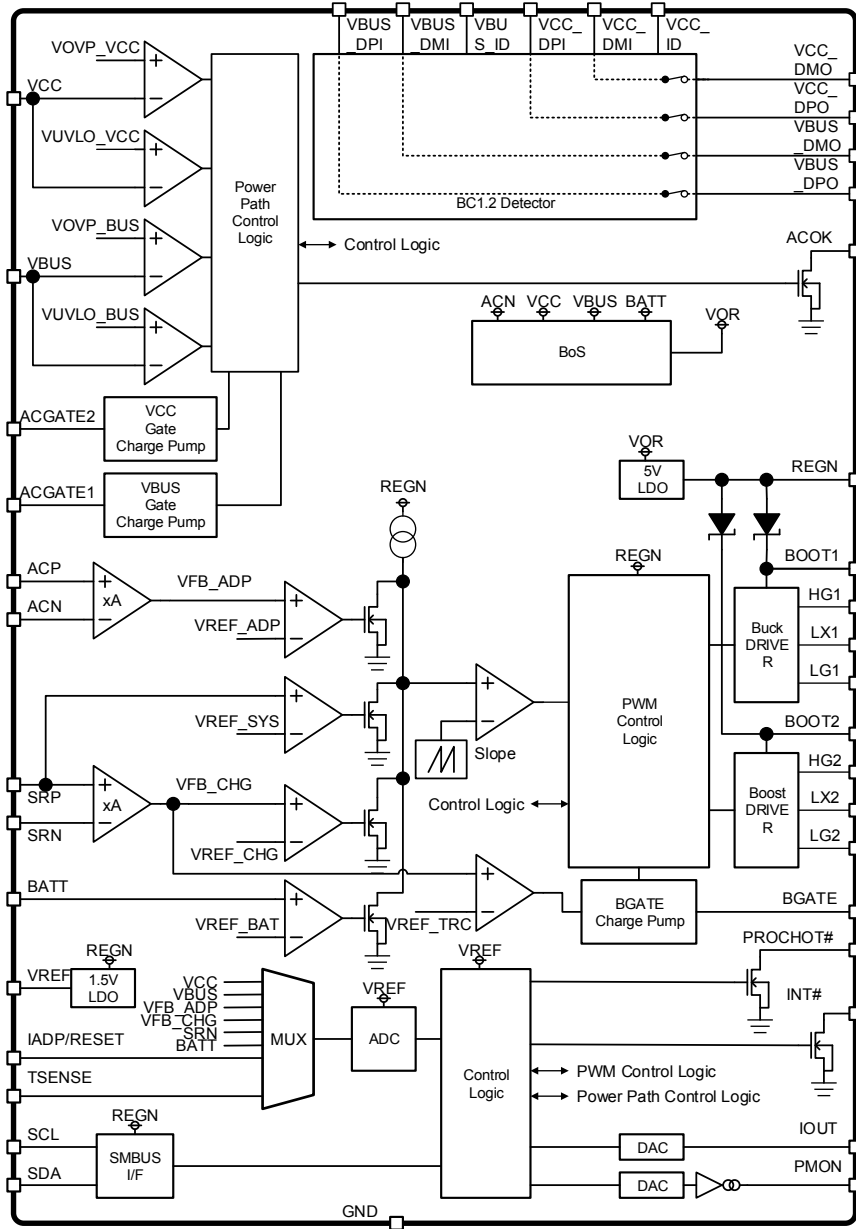 VBUS
_DPI
VBUS
_DMI
VBU
S_ID
VCC_
DPI
VCC_
DMI
VCC_
ID
VOVP_VCC
VCC
VUVLO_VCC
VOVP_BUS
VBUS
VUVLO_BUS
+
−
+
−
+
−
+
−
Power
Path
Control
Logic
Control Logic
BC1.2 Detector
VCC_
DMO
VCC_
DPO
VBUS
_DMO
VBUS
_DPO
ACOK
ACN
VCC
VBUS
BATT
VOR
BoS
ACGATE2
VCC
Gate
Charge Pump
ACGATE1
VBUS
Gate
Charge Pump
REGN
VOR
5V
LDO
REGN
BOOT1
HG1
LX1
LG1
Buck
DRIVE
R
BOOT2
HG2
LX2
LG2
Boost
DRIVE
R
ACP
ACN
+
xA
−
VFB_ADP
VREF_ADP
+
−
VREF_SYS
+
−
SRP
SRN
+
xA
−
VFB_CHG
VREF_CHG
+
−
BATT
VREF_BAT
+
−
+
−
Slope
REGN
PWM
Control
Logic
Control Logic
VREF_TRC
+
−
BGATE
Charge Pump
BGATE
PROCHOT#
INT#
VREF
REGN
1.5V
LDO
VCC
VBUS
VFB_ADP
VFB_CHG
SRN
BATT
IADP/RESET
TSENSE
MUX
VREF
ADC
VREF
Control
Logic
PWM Control Logic
Power Path Control Logic
SCL
SDA
REGN
SMBUS
I/F
DAC
IOUT
DAC
PMON
GND